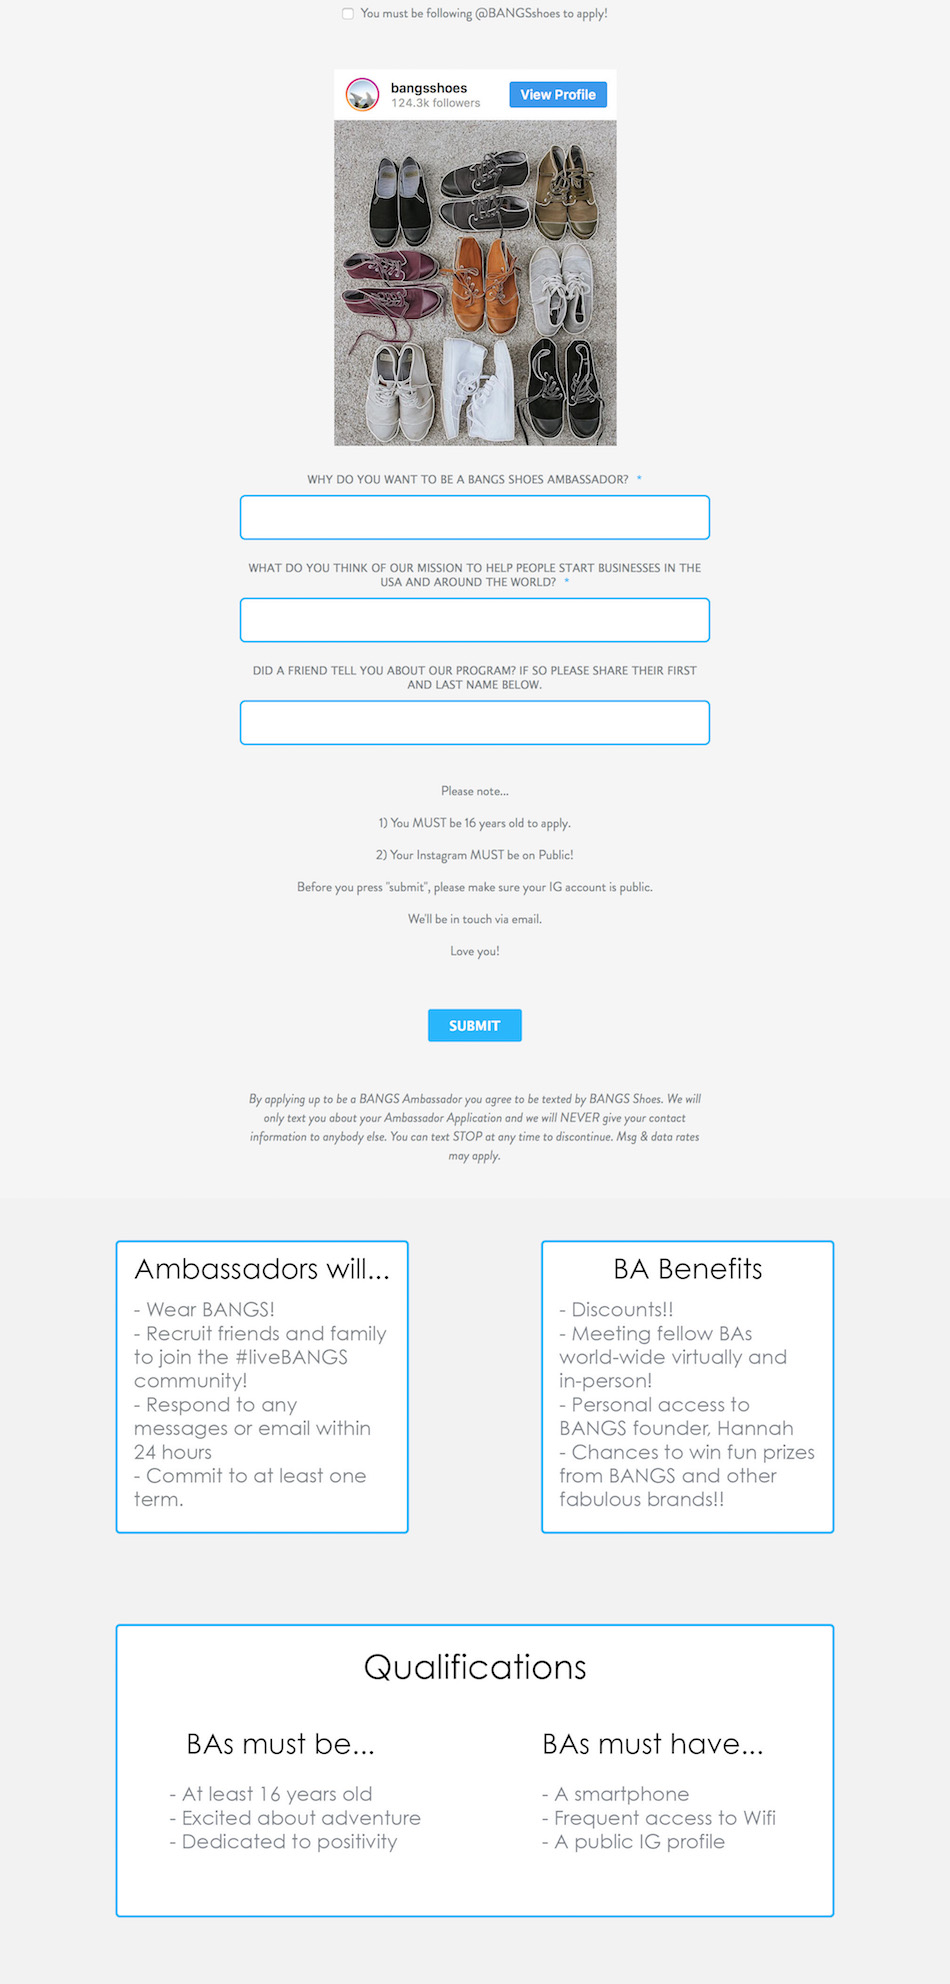 You must be following @BANGSshoes to apply!
bangsshoes
124.3k followers
View Profile
WHY DO YOU WANT TO BE A BANGS SHOES AMBASSADOR? *
WHAT DO YOU THINK OF OUR MISSION TO HELP PEOPLE START BUSINESSES IN THE
USA AND AROUND THE WORLD? *
DID A FRIEND TELL YOU ABOUT OUR PROGRAM? IF SO PLEASE SHARE THEIR FIRST
AND LAST NAME BELOW.
Please note...
1) You MUST be 16 years old to apply.
2) Your Instagram MUST be on Public!
Before you press "submit", please make sure your IG account is public.
We'll be in touch via email.
Love you!
SUBMIT
By applying up to be a BANGS Ambassador you agree to be texted by BANGS Shoes. We will
only text you about your Ambassador Application and we will NEVER give your contact
information to anybody else. You can text STOP at any time to discontinue. Msg & data rates
may apply.
Ambassadors will...
- Wear BANGS!
- Recruit friends and family
to join the #liveBANGS
community!
- Respond to any
messages or email within
24 hours
- Commit to at least one
term.
BA Benefits
- Discounts!!
- Meeting fellow BAs
world-wide virtually and
in-person!
- Personal access to
BANGS founder, Hannah
- Chances to win fun prizes
from BANGS and other
fabulous brands!!
Qualifications
BAs must be...
- At least 16 years old
- Excited about adventure
- Dedicated to positivity
BAs must have...
- A smartphone
- Frequent access to Wifi
- A public IG profile